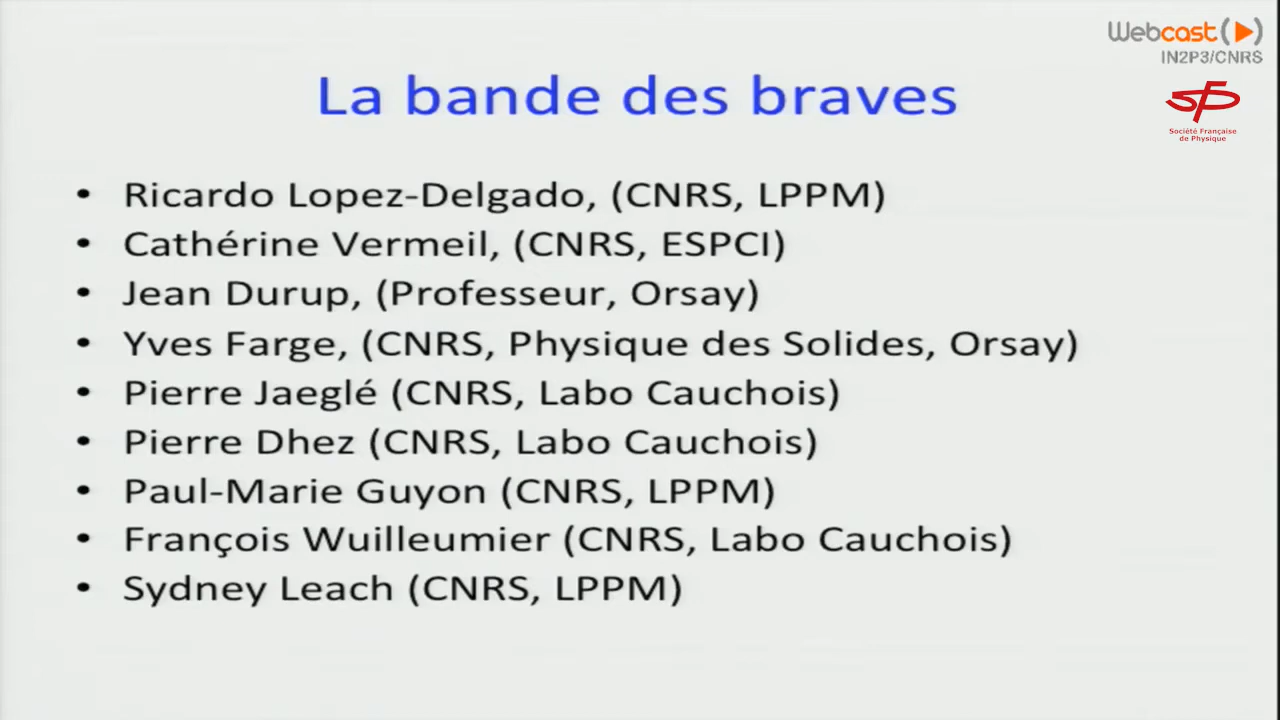 Webcast
IN2P3/CNRS
sfp
Société Française
de Physique
La bande des braves
• Ricardo Lopez-Delgado, (CNRS, LPPM)
• Cathérine Vermeil, (CNRS, ESPCI)
• Jean Durup, (Professeur, Orsay)
• Yves Farge, (CNRS, Physique des Solides, Orsay)
• Pierre Jaeglé (CNRS, Labo Cauchois)
• Pierre Dhez (CNRS, Labo Cauchois)
• Paul-Marie Guyon (CNRS, LPPM)
• François Wuilleumier (CNRS, Labo Cauchois)
• Sydney Leach (CNRS, LPPM)